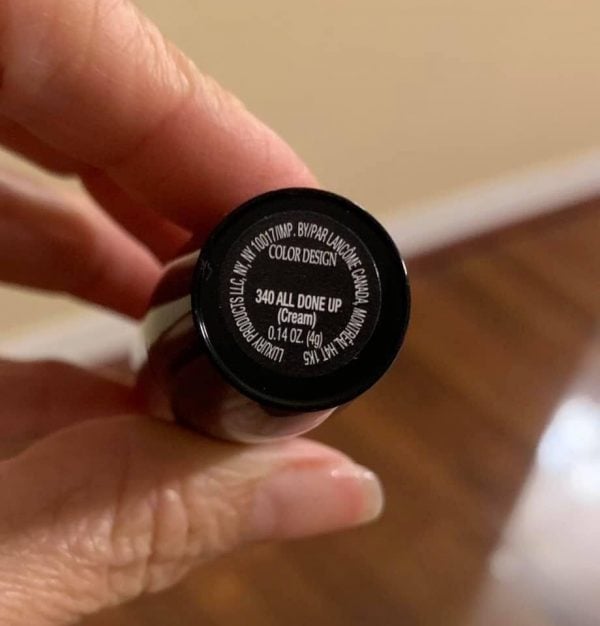 LUXURY PRODUCTS LLC, NY, NY 10017/IMP. BY/PAR LANCÔME CANADA, MONTRÉAL H4T 1K5
COLOR DESIGN
340 ALL DONE UP
(Cream)
0.14 OZ. (4g)